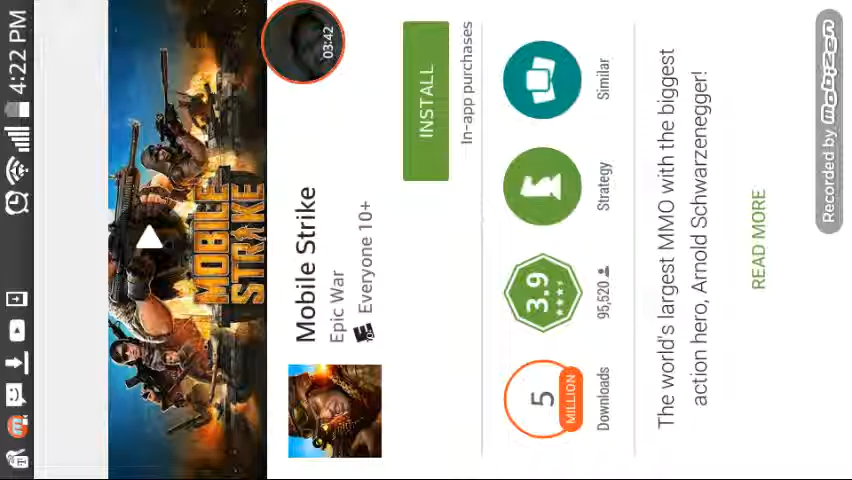 4:22 PM
MOBILE
STRIKE
03:42
Mobile Strike
Epic War
Everyone 10+
INSTALL
In-app purchases
5
MILLION
Downloads
3.9
95,520
Strategy
Similar
The world's largest MMO with the biggest
action hero, Arnold Schwarzenegger!
READ MORE
Recorded by mobizen